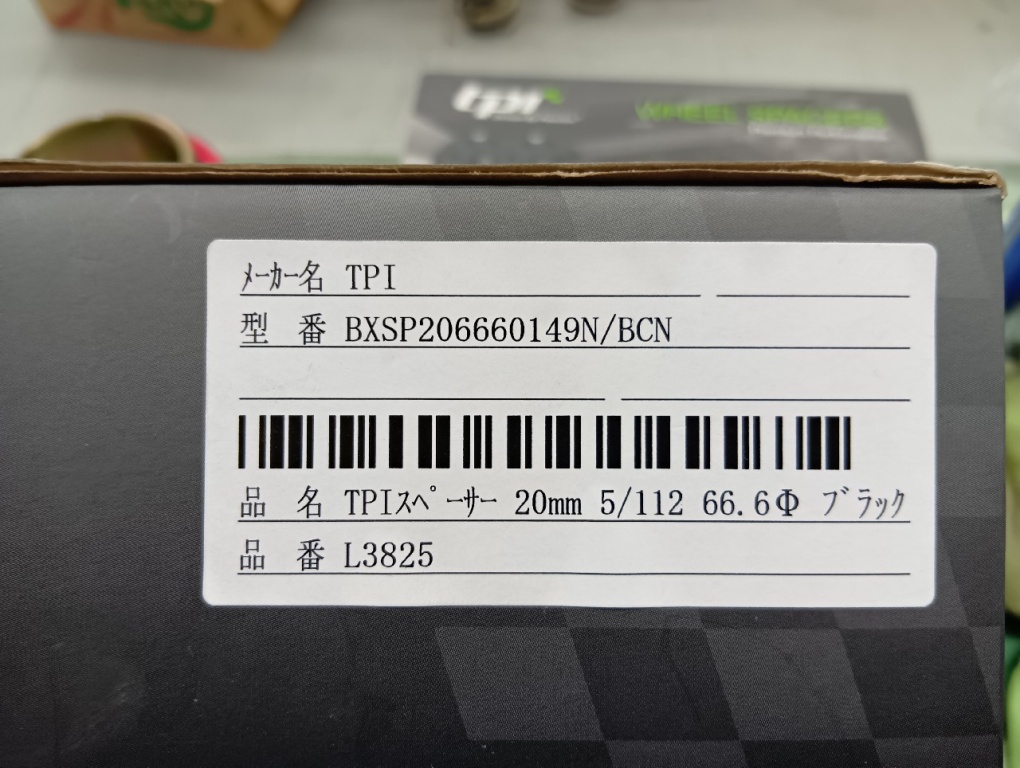 tpi
WHEEL SPACERS
ﾒｰｶｰ名 TPI
型　番 BXSP206660149N/BCN
品　名 TPIｽﾍﾟｰｻｰ 20mm 5/112 66.6Φ ﾌﾞﾗｯｸ
品　番 L3825